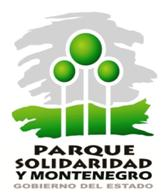 PARQUE
SOLIDARIDAD
Y MONTENEGRO
GOBIERNO DEL ESTADO